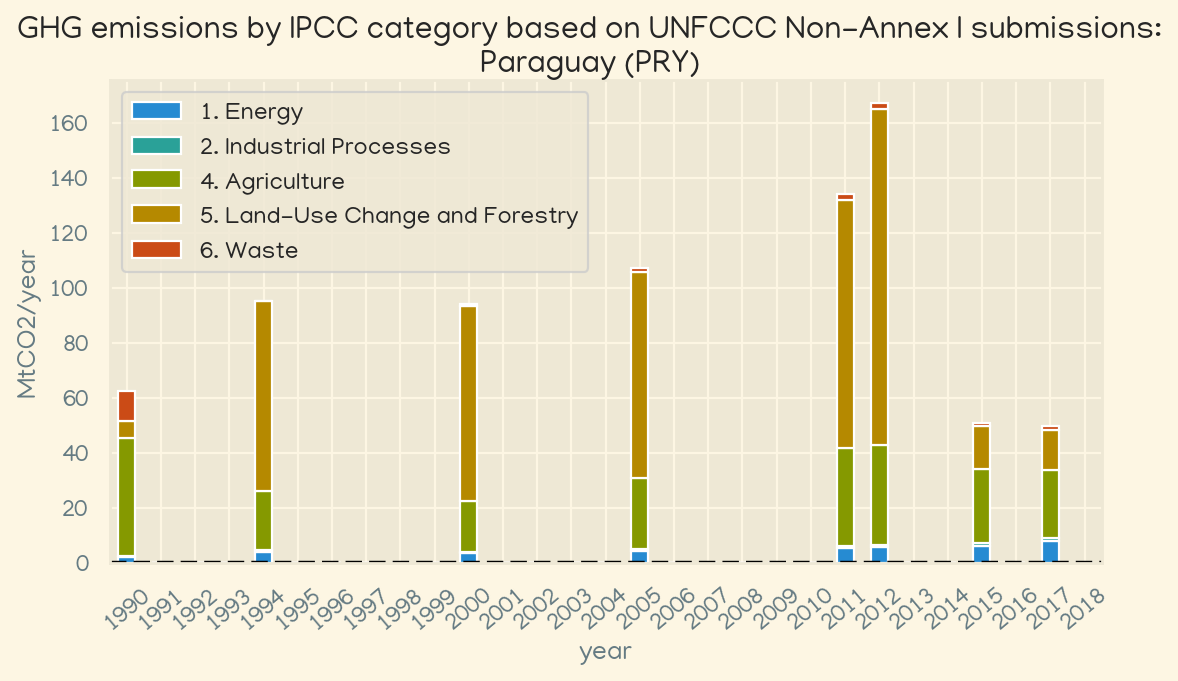 GHG emissions by IPCC category based on UNFCCC Non-Annex I submissions:
Paraguay (PRY)
1. Energy
2. Industrial Processes
4. Agriculture
5. Land-Use Change and Forestry
6. Waste
MtCO2/year
160
140
120
100
80
60
40
20
0
1990 1991 1992 1993 1994 1995 1996 1997 1998 1999 2000 2001 2002 2003 2004 2005 2006 2007 2008 2009 2010 2011 2012 2013 2014 2015 2016 2017 2018
year